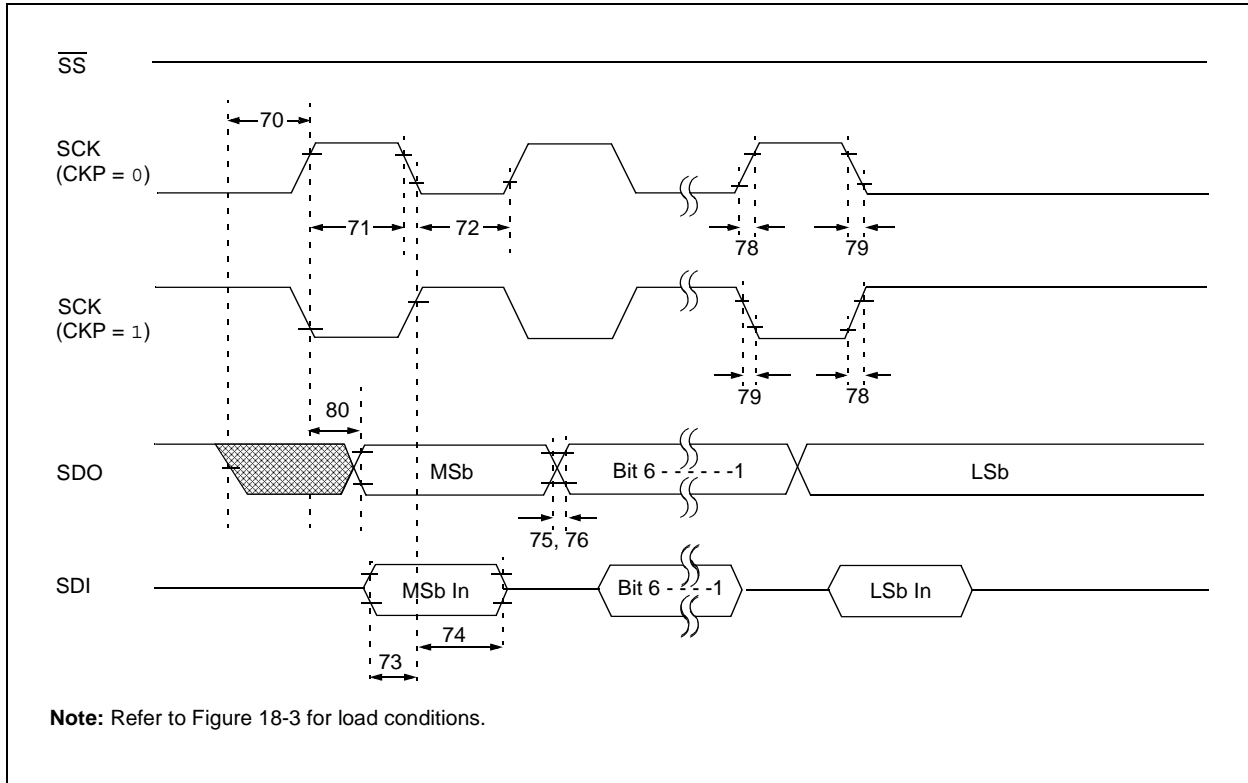 SS
70
SCK
(CKP = 0)
71
72
78
79
SCK
(CKP = 1)
79
78
80
SDO
MSb
Bit 6 - - - - - -1
LSb
75, 76
SDI
MSb In
Bit 6 - - - -1
LSb In
74
73
Note: Refer to Figure 18-3 for load conditions.